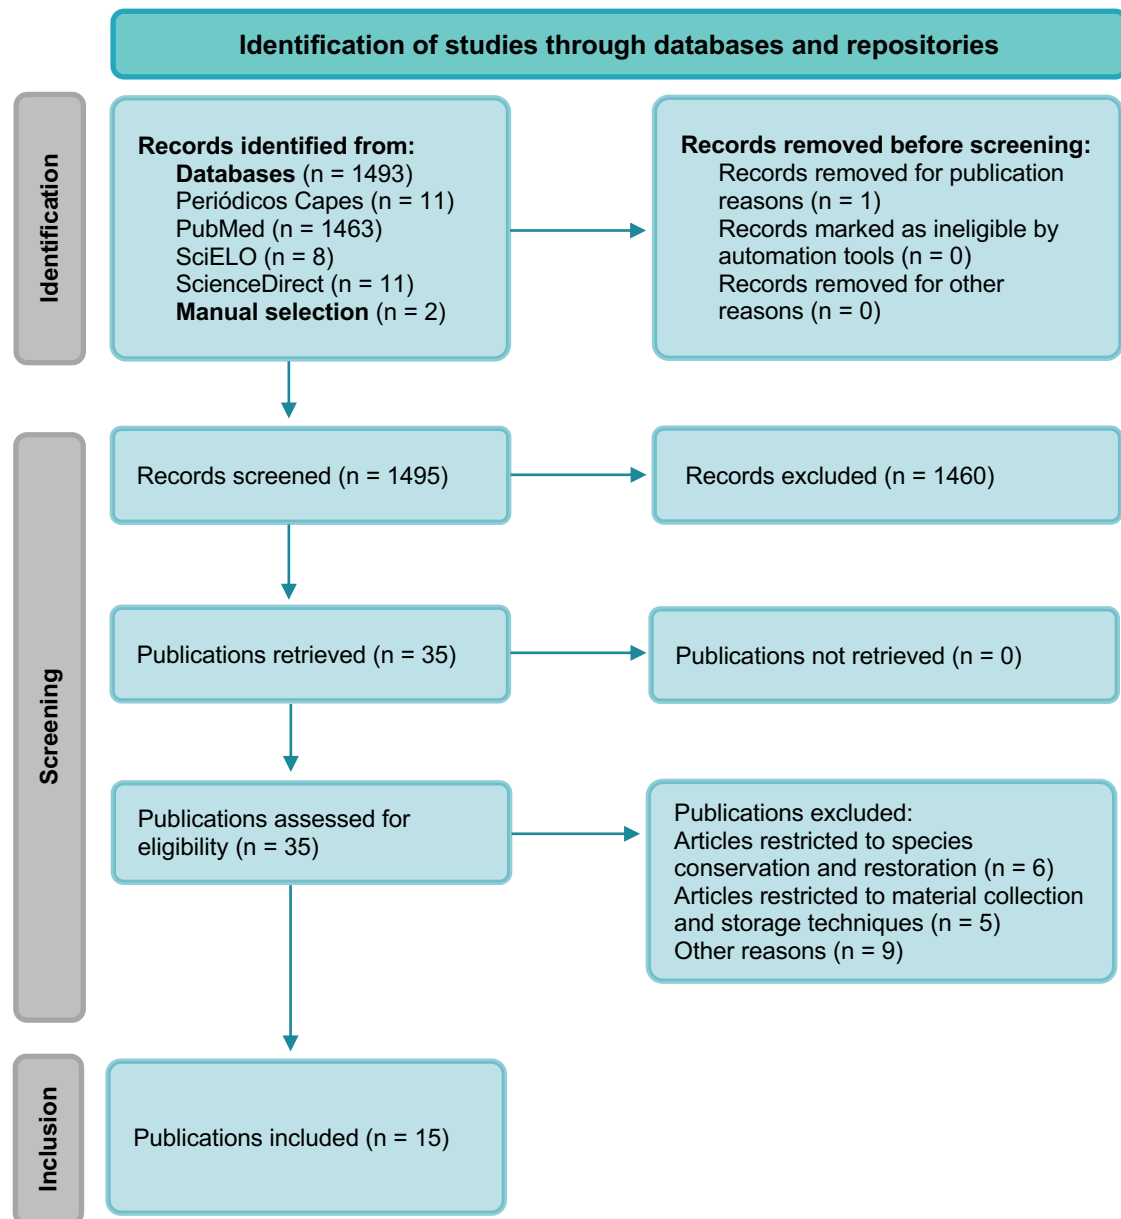 Identification of studies through databases and repositories
Identification
Records identified from:
Databases (n = 1493)
Periódicos Capes (n = 11)
PubMed (n = 1463)
SciELO (n = 8)
ScienceDirect (n = 11)
Manual selection (n = 2)
Records removed before screening:
Records removed for publication
reasons (n = 1)
Records marked as ineligible by
automation tools (n = 0)
Records removed for other
reasons (n = 0)
Screening
Records screened (n = 1495)
Records excluded (n = 1460)
Publications retrieved (n = 35)
Publications not retrieved (n = 0)
Publications assessed for
eligibility (n = 35)
Publications excluded:
Articles restricted to species
conservation and restoration (n = 6)
Articles restricted to material collection
and storage techniques (n = 5)
Other reasons (n = 9)
Inclusion
Publications included (n = 15)